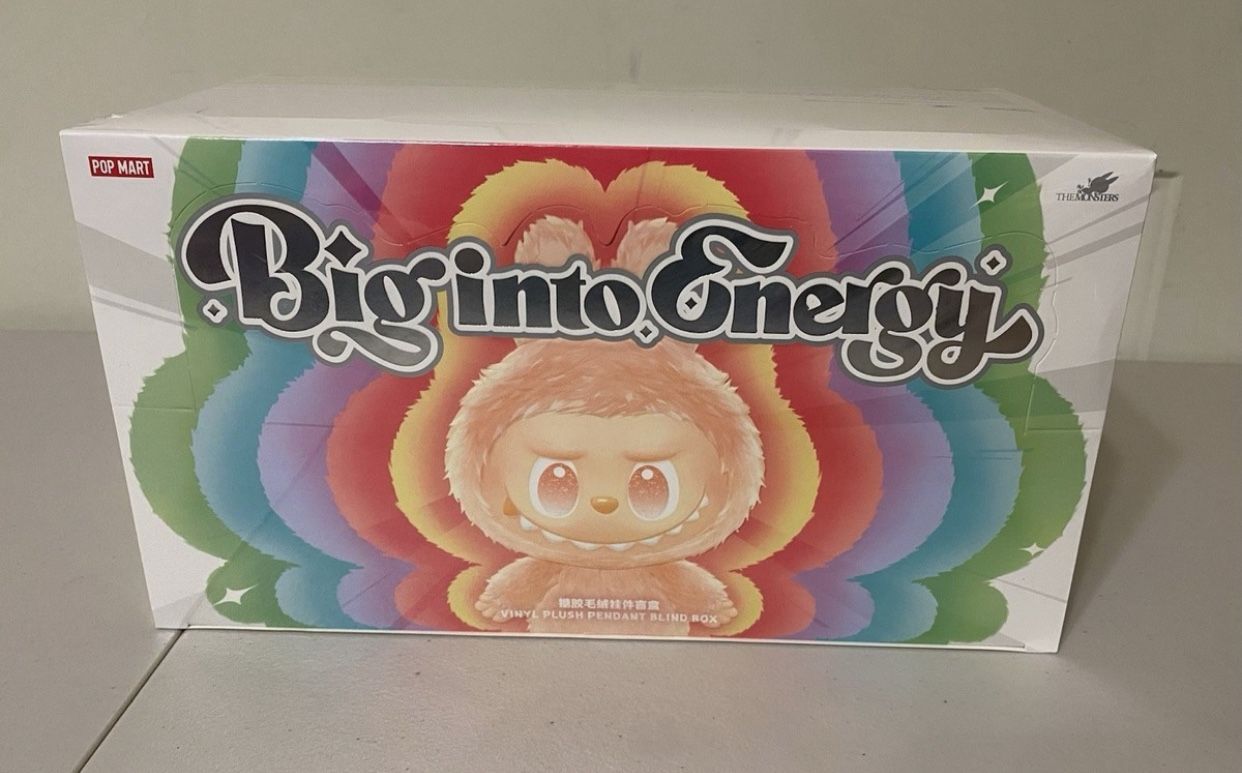 POP MART
THE MONSTERS
Big into Energy
搪胶毛绒挂件盲盒
VINYL PLUSH PENDANT BLIND BOX